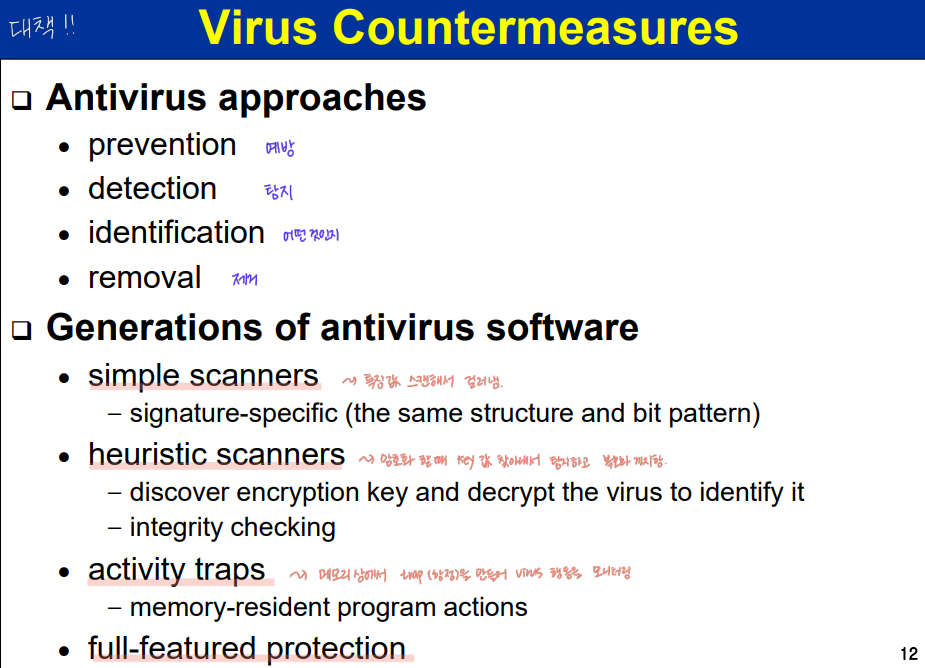 대책 !!
Virus Countermeasures
❑ Antivirus approaches
• prevention 예방
• detection 탐지
• identification 어떤 것인지
• removal 제거
❑ Generations of antivirus software
• simple scanners ~> 특징값 스캔해서 걸러냄.
– signature-specific (the same structure and bit pattern)
• heuristic scanners ~> 암호화 할 때 key 값 찾아내서 탐지하고 복호화
– discover encryption key and decrypt the virus to identify it
– integrity checking
• activity traps ~> 메모리 상에서 trap (함정)을 만들어 virus 행동을 모니터링
– memory-resident program actions
• full-featured protection
12